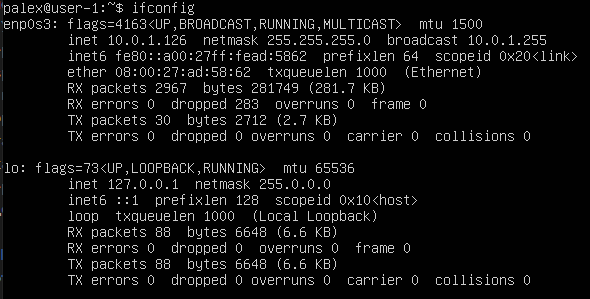 palex@user-1:~$ ifconfig
enp0s3: flags=4163<UP,BROADCAST,RUNNING,MULTICAST>  mtu 1500
        inet 10.0.1.126  netmask 255.255.255.0  broadcast 10.0.1.255
        inet6 fe80::a00:27ff:fead:5862  prefixlen 64  scopeid 0x20<link>
        ether 08:00:27:ad:58:62  txqueuelen 1000  (Ethernet)
        RX packets 2967  bytes 281749 (281.7 KB)
        RX errors 0  dropped 283  overruns 0  frame 0
        TX packets 30  bytes 2712 (2.7 KB)
        TX errors 0  dropped 0 overruns 0  carrier 0  collisions 0

lo: flags=73<UP,LOOPBACK,RUNNING>  mtu 65536
        inet 127.0.0.1  netmask 255.0.0.0
        inet6 ::1  prefixlen 128  scopeid 0x10<host>
        loop  txqueuelen 1000  (Local Loopback)
        RX packets 88  bytes 6648 (6.6 KB)
        RX errors 0  dropped 0  overruns 0  frame 0
        TX packets 88  bytes 6648 (6.6 KB)
        TX errors 0  dropped 0 overruns 0  carrier 0  collisions 0